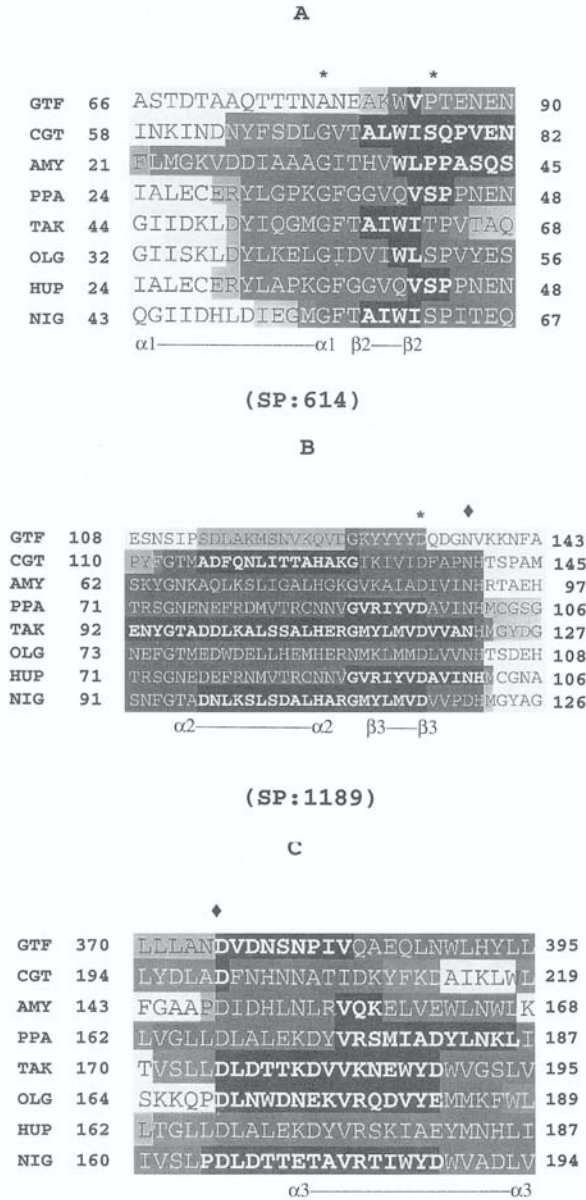 A
* *
GTF 66 ASTDTAAQTTTNANEAKWVPTENEN 90
CGT 58 INKINDNYFSDLGVTALWISQPVEN 82
AMY 21 FLMGKVDDIAAAGITHVWLPPASQS 45
PPA 24 IALECERYLGPKGFGGVQVSPPNEN 48
TAK 44 GIIDKLDYIQGMGFTAIWITPVTAQ 68
OLG 32 GIISKLDYLKELGIDVIWLSPVYES 56
HUP 24 IALECERYLAPKGFGGVQVSPPNEN 48
NIG 43 QGIIDHLDIEGMGFTAIWISPITEQ 67
α1 α1 β2 β2
(SP:614)
B
* ♦
GTF 108 ESNSIPSDLAKMSNVKQVDGKYYYYDQDGNVKKNFA 143
CGT 110 PYFGTMADFQNLITTAHAKGIKIVIDFAPNHTSPAM 145
AMY 62 SKYGNKAQLKSLIGALHGKGVKAIADIVINHRTAEH 97
PPA 71 TRSGNENEFRDMVTRCNNVGVRIYVDAVINHMCGSG 106
TAK 92 ENYGTADDLKALSSALHERGMYLMVDVVANHMGYDG 127
OLG 73 NEFGTMEDWDELLHEMHERNMKLMMDLVVNHTSDEH 108
HUP 71 TRSGNEDEFRNMVTRCNNVGVRIYVDAVINHMCGNA 106
NIG 91 SNFGTADNLKSLSDALHARGMYLMVDVVPDHMGYAG 126
α2 α2 β3 β3
(SP:1189)
C
♦
GTF 370 LLLANDVDNSNPIVQAEQLNWLHYLL 395
CGT 194 LYDLADFNHNNATIDKYFKDAIKLWL 219
AMY 143 FGAAPDIDHLNLRVQKELVEWLNWLK 168
PPA 162 LVGLLDLALEKDYVRSMIADYLNKLI 187
TAK 170 TVSLLDLDTTKDVVKNEWYDWVGSLV 195
OLG 164 SKKQPDLNWDNEKVRQDVYEMMKFWL 189
HUP 162 LTGLLDLALEKDYVRSKIAEYMNHLI 187
NIG 160 IVSLPDLDTTETAVRTIWYDWVADLV 194
α3 α3